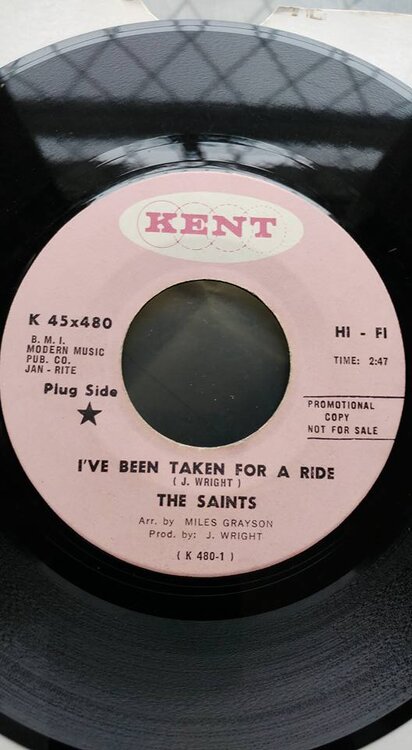 KENT
K 45x480
B. M. I.
MODERN MUSIC
PUB. CO.
JAN - RITE
Plug Side
HI - FI
TIME: 2:47
PROMOTIONAL
COPY
NOT FOR SALE
I'VE BEEN TAKEN FOR A RIDE
( J. WRIGHT )
THE SAINTS
Arr. by MILES GRAYSON
Prod. by: J. WRIGHT
( K 480-1 )